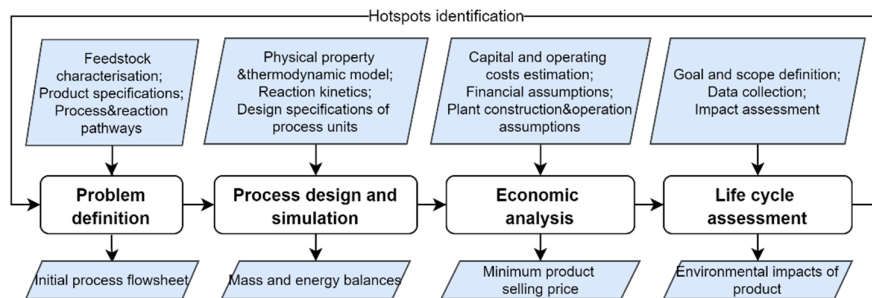 Hotspots identification
Feedstock
characterisation;
Product specifications;
Process&reaction
pathways
Physical property
&thermodynamic model;
Reaction kinetics;
Design specifications of
process units
Capital and operating
costs estimation;
Financial assumptions;
Plant construction&operation
assumptions
Goal and scope definition;
Data collection;
Impact assessment
Problem
definition
Process design and
simulation
Economic
analysis
Life cycle
assessment
Initial process flowsheet
Mass and energy balances
Minimum product
selling price
Environmental impacts of
product